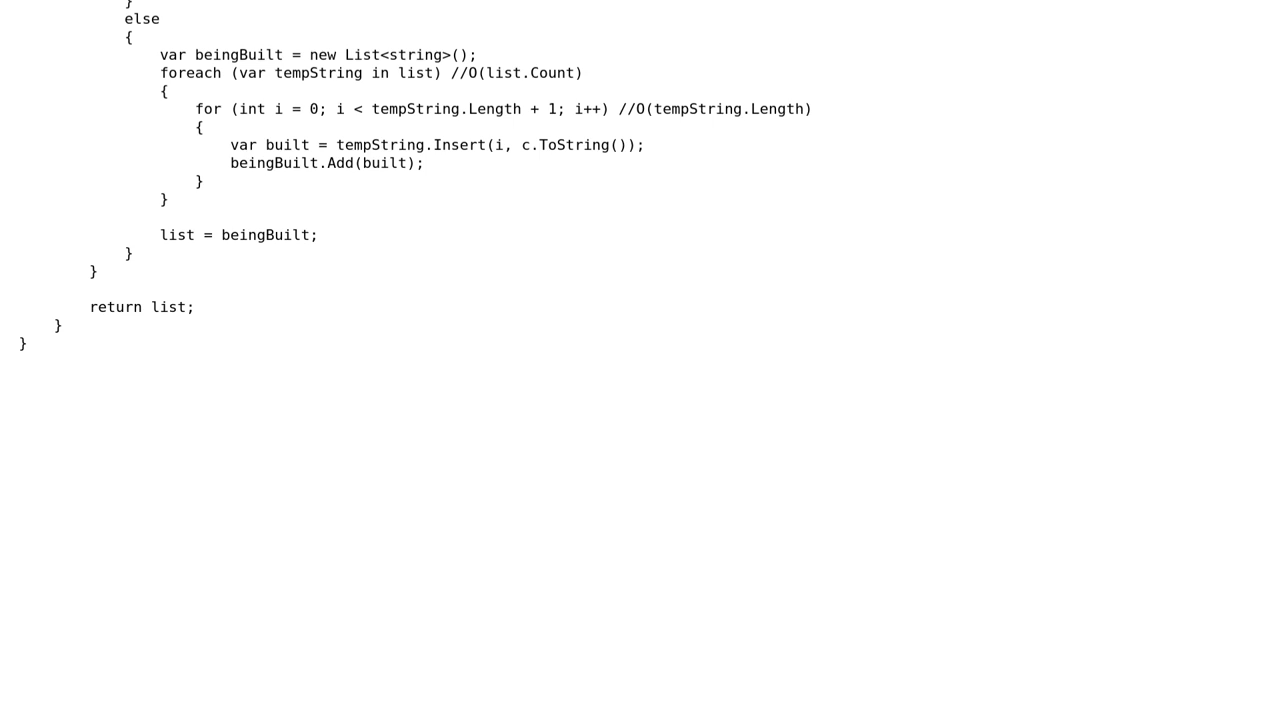 }
else
{
var beingBuilt = new List<string>();
foreach (var tempString in list) //O(list.Count)
{
for (int i = 0; i < tempString.Length + 1; i++) //O(tempString.Length)
{
var built = tempString.Insert(i, c.ToString());
beingBuilt.Add(built);
}
}
list = beingBuilt;
}
}
return list;
}
}